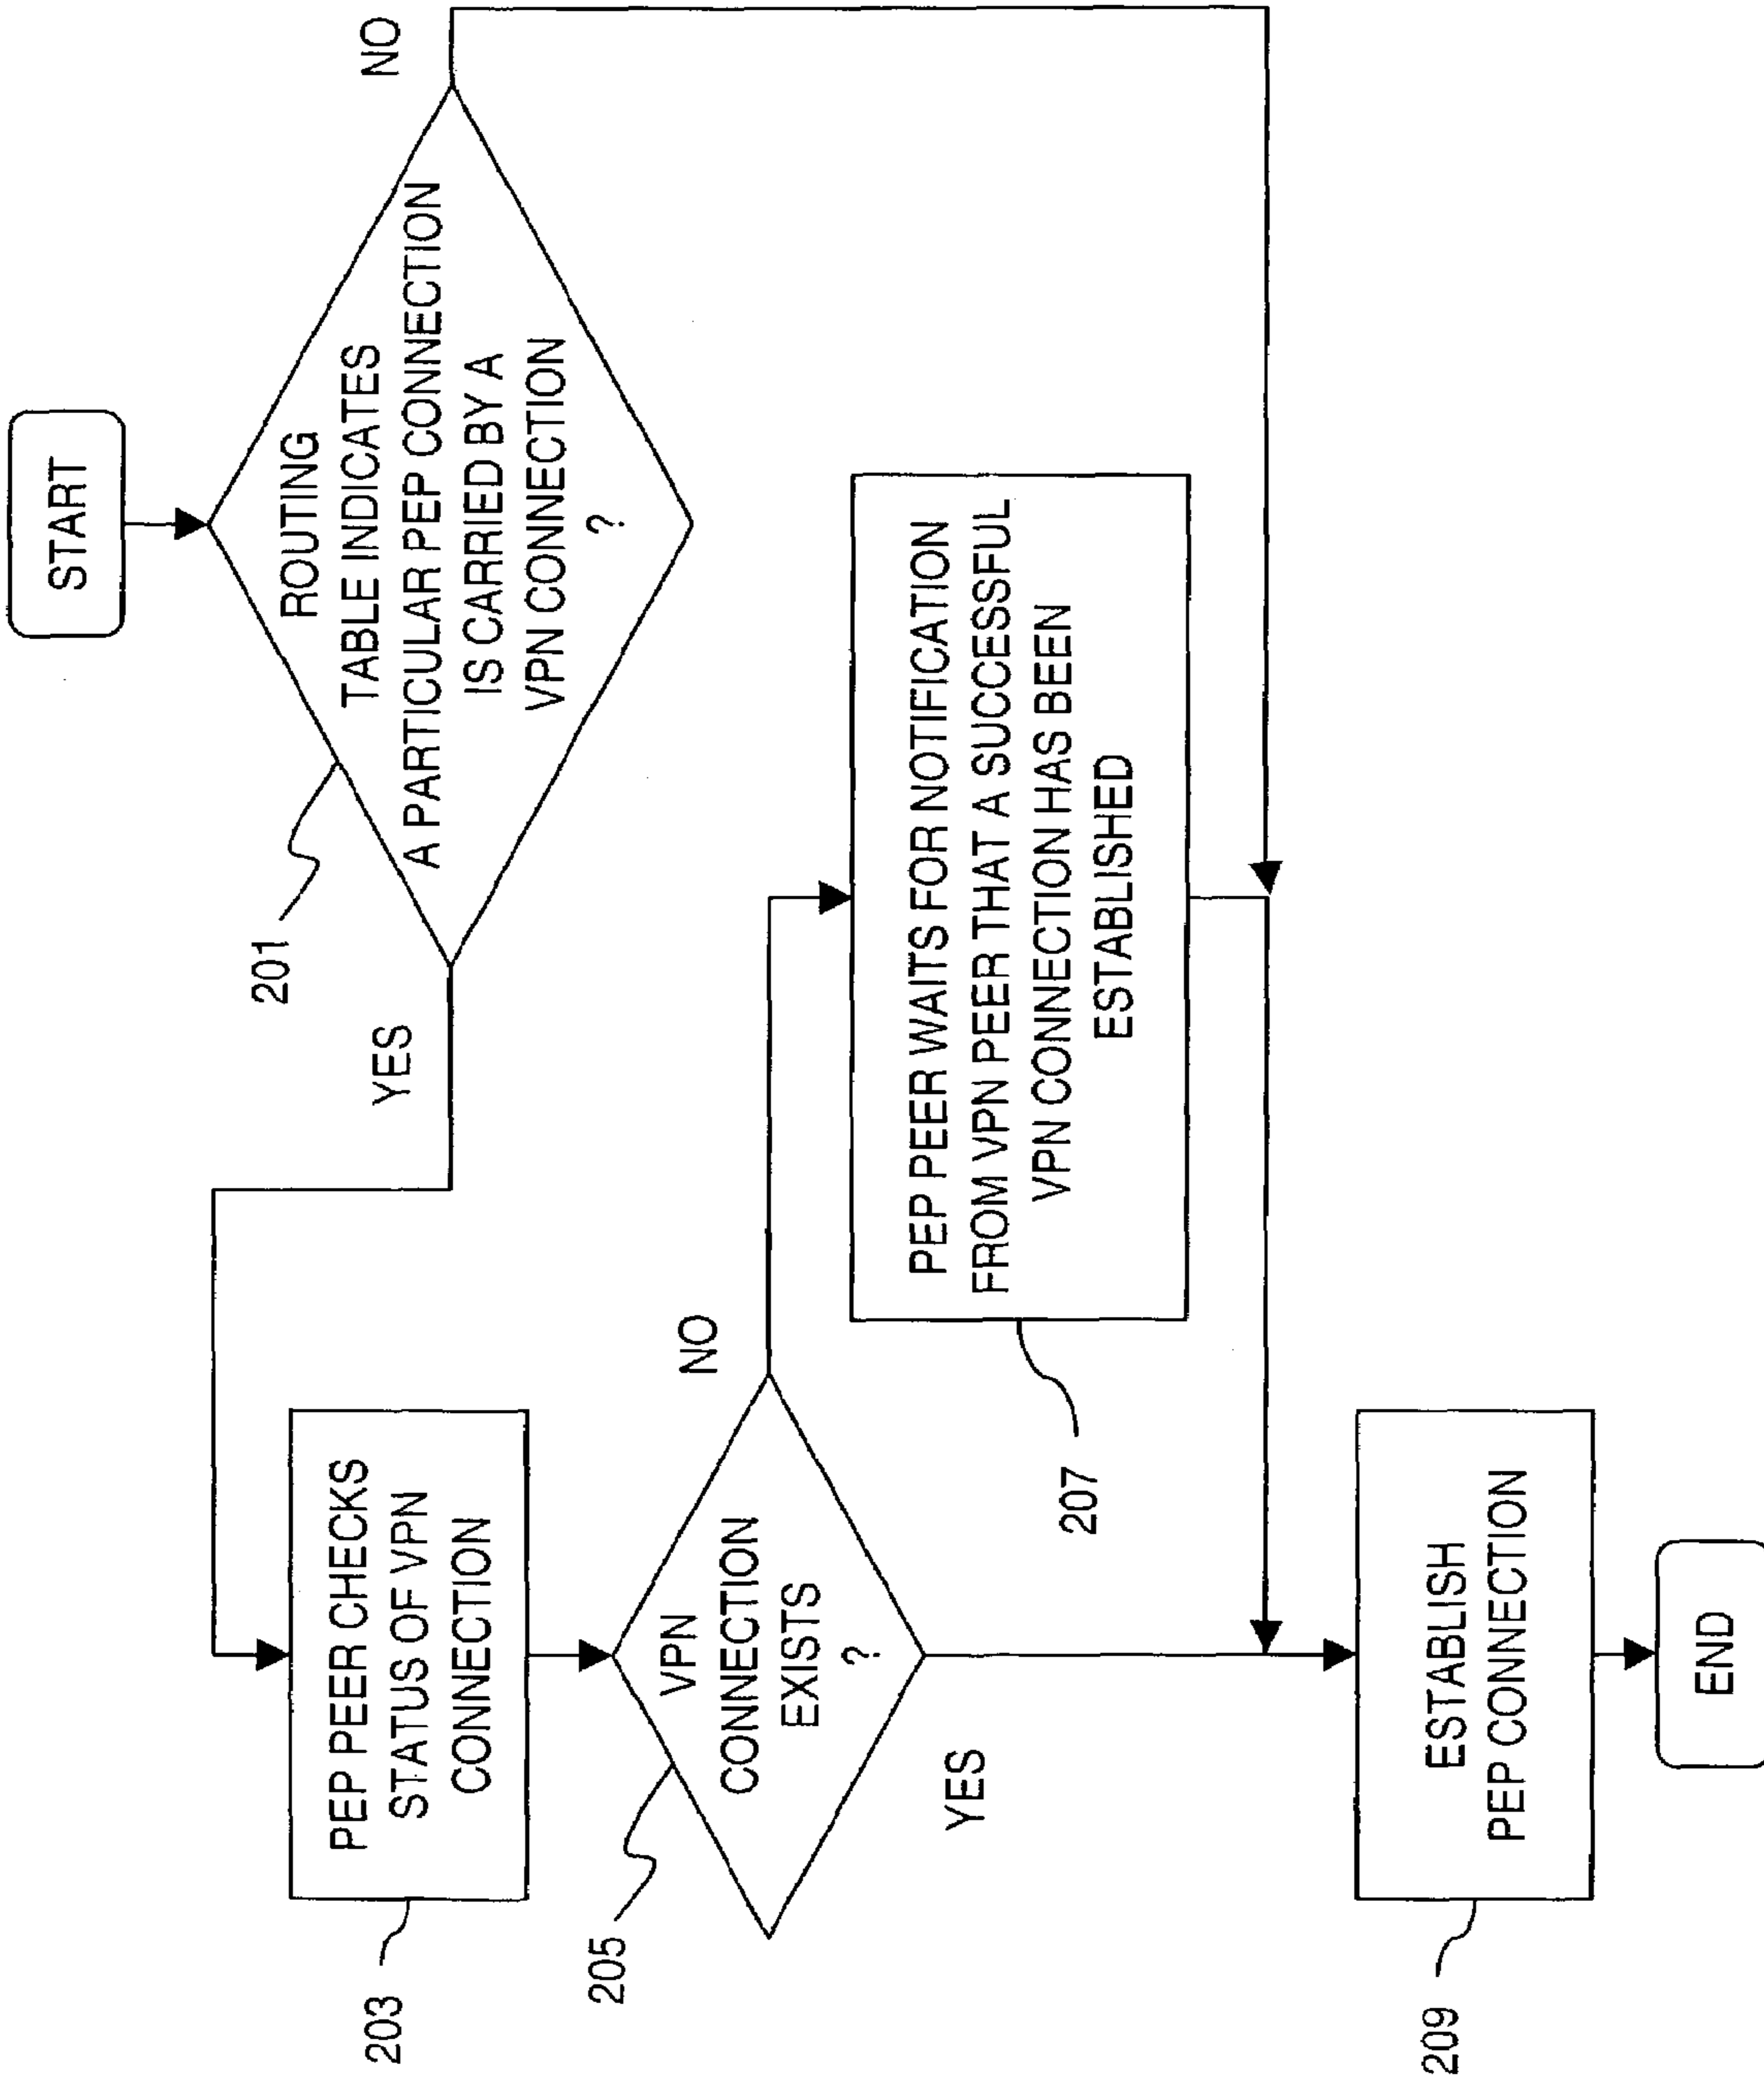 START
ROUTING
TABLE INDICATES
A PARTICULAR PEP CONNECTION
IS CARRIED BY A
VPN CONNECTION
?
201
YES
NO
PEP PEER CHECKS
STATUS OF VPN
CONNECTION
203
VPN
CONNECTION
EXISTS
?
205
NO
YES
PEP PEER WAITS FOR NOTIFICATION
FROM VPN PEER THAT A SUCCESSFUL
VPN CONNECTION HAS BEEN
ESTABLISHED
207
ESTABLISH
PEP CONNECTION
209
END